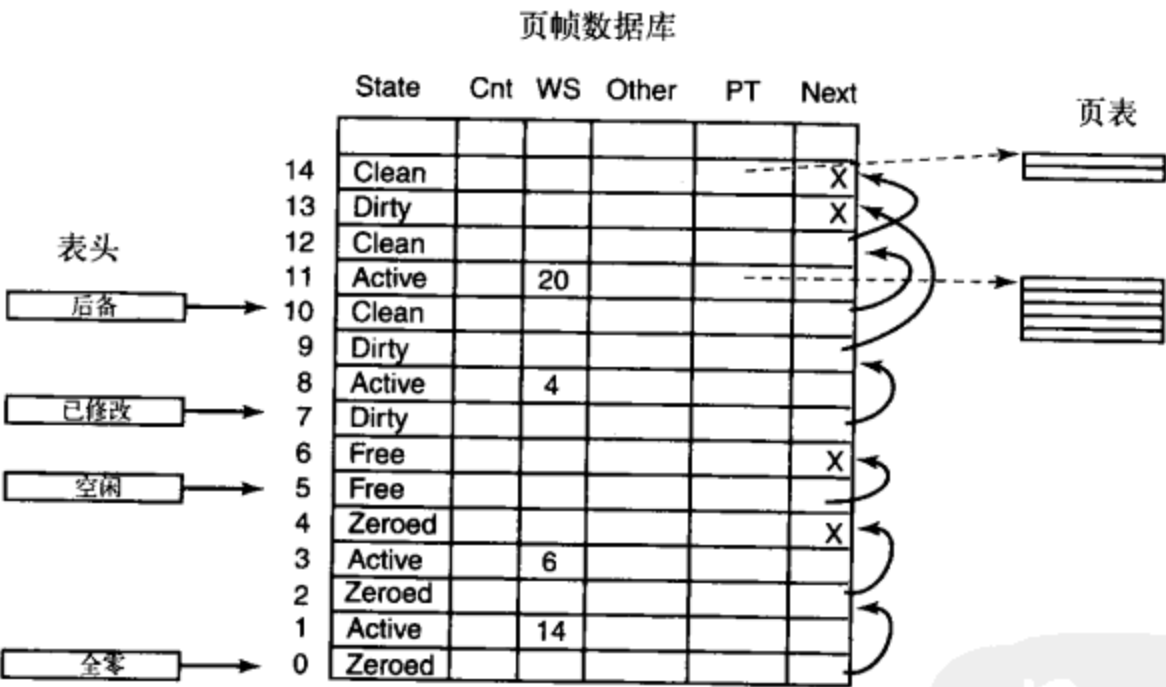 页帧数据库
State Cnt WS Other PT Next
页表
14 Clean X
13 Dirty X
表头
12 Clean
11 Active 20
后备
10 Clean
9 Dirty
8 Active 4
已修改
7 Dirty
6 Free X
空闲
5 Free
4 Zeroed X
3 Active 6
2 Zeroed
1 Active 14
全零
0 Zeroed